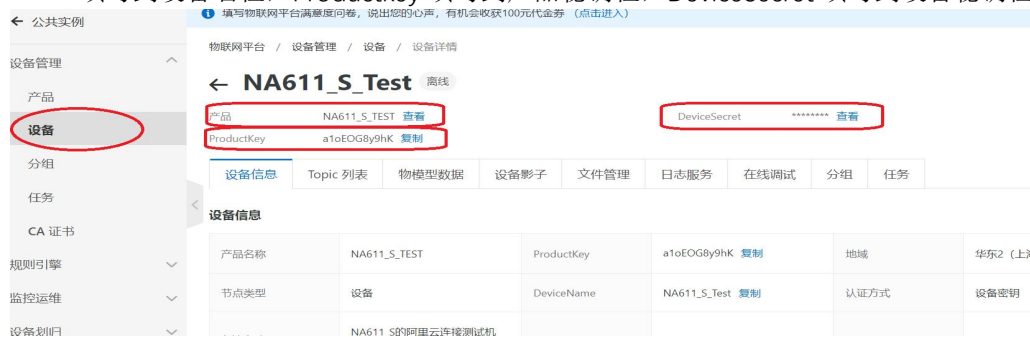 ← 公共实例
填写物联网平台满意度问卷，说出您的心声，有机会收获100元代金券 （点击进入）
物联网平台 / 设备管理 / 设备 / 设备详情
设备管理
产品
设备
分组
任务
CA 证书
规则引擎
监控运维
设备划归
← NA611_S_Test 离线
产品 NA611_S_TEST 查看 DeviceSecret ******** 查看
ProductKey a1oEOG8y9hK 复制
设备信息 Topic 列表 物模型数据 设备影子 文件管理 日志服务 在线调试 分组 任务
设备信息
产品名称 NA611_S_TEST ProductKey a1oEOG8y9hK 复制 地域 华东2（上海
节点类型 设备 DeviceName NA611_S_Test 复制 认证方式 设备密钥
NA611_S的阿里云连接测试机